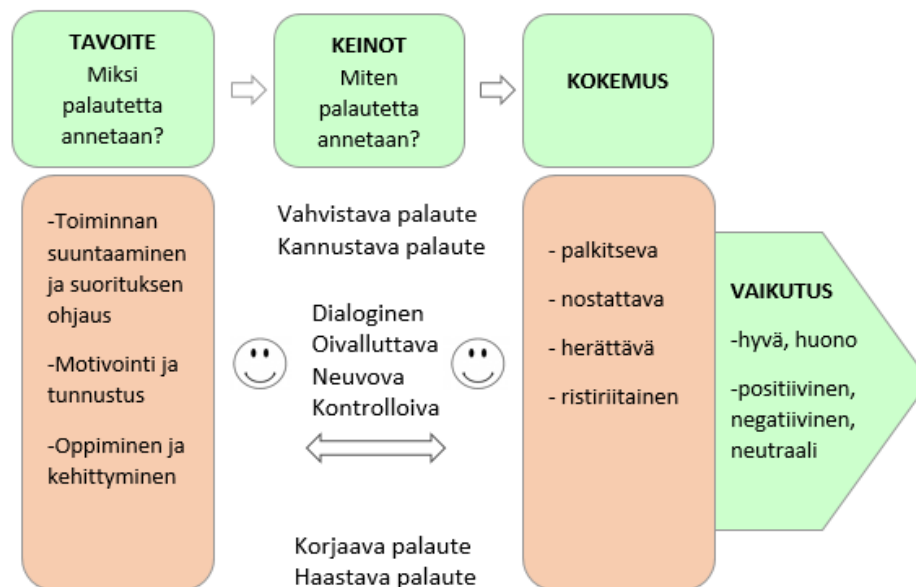 TAVOITE
Miksi
palautetta
annetaan?
KEINOT
Miten
palautetta
annetaan?
KOKEMUS
-Toiminnan
suuntaaminen
ja suorituksen
ohjaus
-Motivointi ja
tunnustus
-Oppiminen ja
kehittyminen
Vahvistava palaute
Kannustava palaute
Dialoginen
Oivalluttava
Neuvova
Kontrolloiva
Korjaava palaute
Haastava palaute
- palkitseva
- nostattava
- herättävä
- ristiriitainen
VAIKUTUS
-hyvä, huono
-positiivinen,
negatiivinen,
neutraali